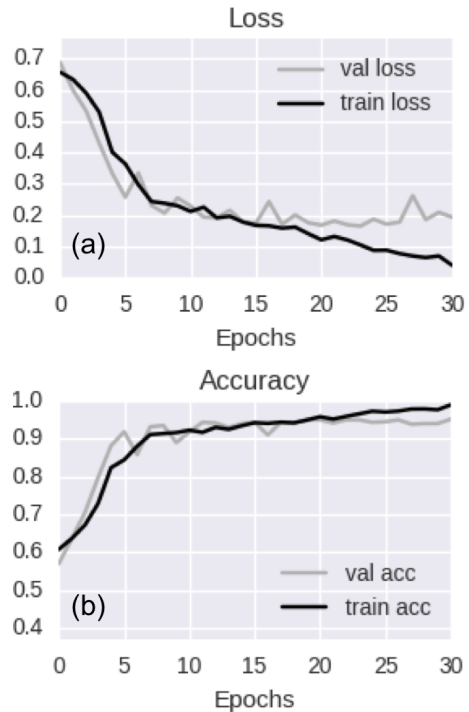 Loss
0.7
0.6
0.5
0.4
0.3
0.2
0.1
0.0
val loss
train loss
(a)
0 5 10 15 20 25 30
Epochs
Accuracy
1.0
0.9
0.8
0.7
0.6
0.5
0.4
val acc
train acc
(b)
0 5 10 15 20 25 30
Epochs